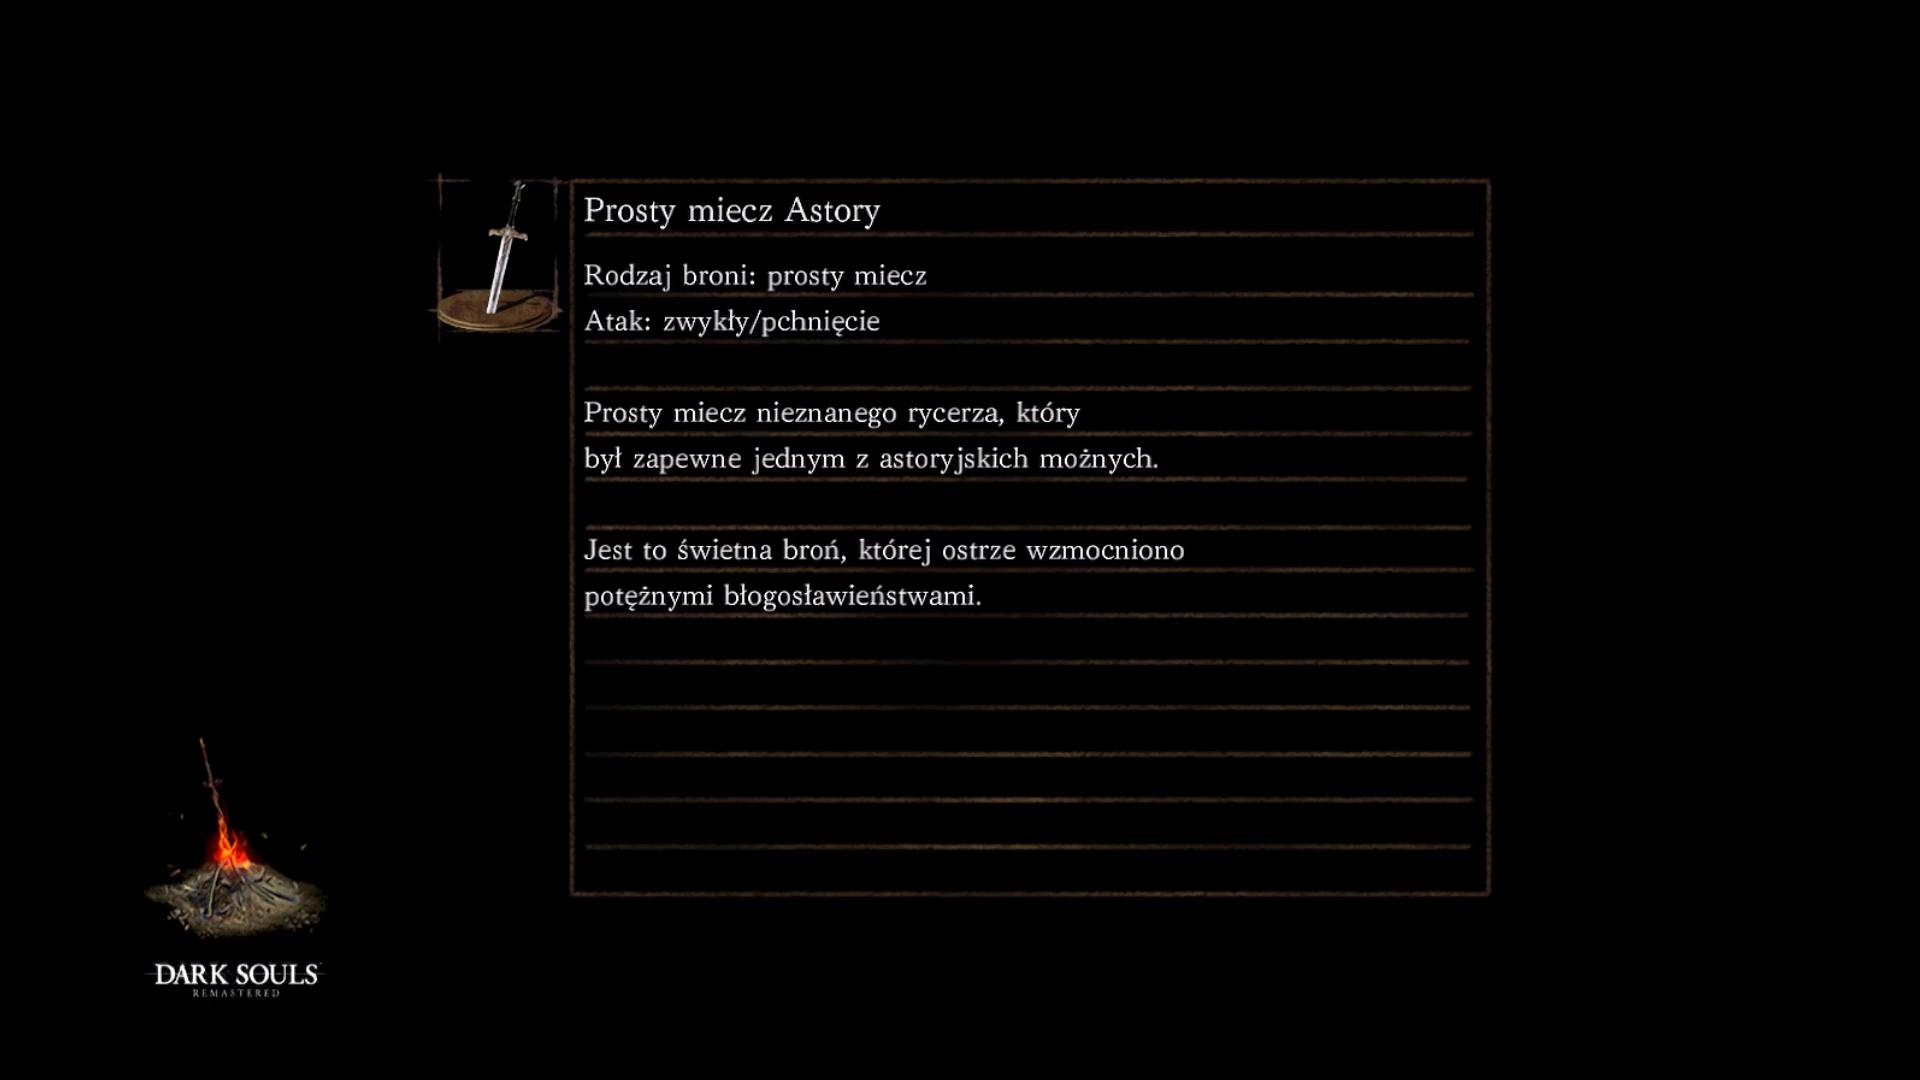 Prosty miecz Astory
Rodzaj broni: prosty miecz
Atak: zwykły/pchnięcie
Prosty miecz nieznanego rycerza, który
był zapewne jednym z astoryjskich możnych.
Jest to świetna broń, której ostrze wzmocniono
potężnymi błogosławieństwami.
DARK SOULS
REMASTERED